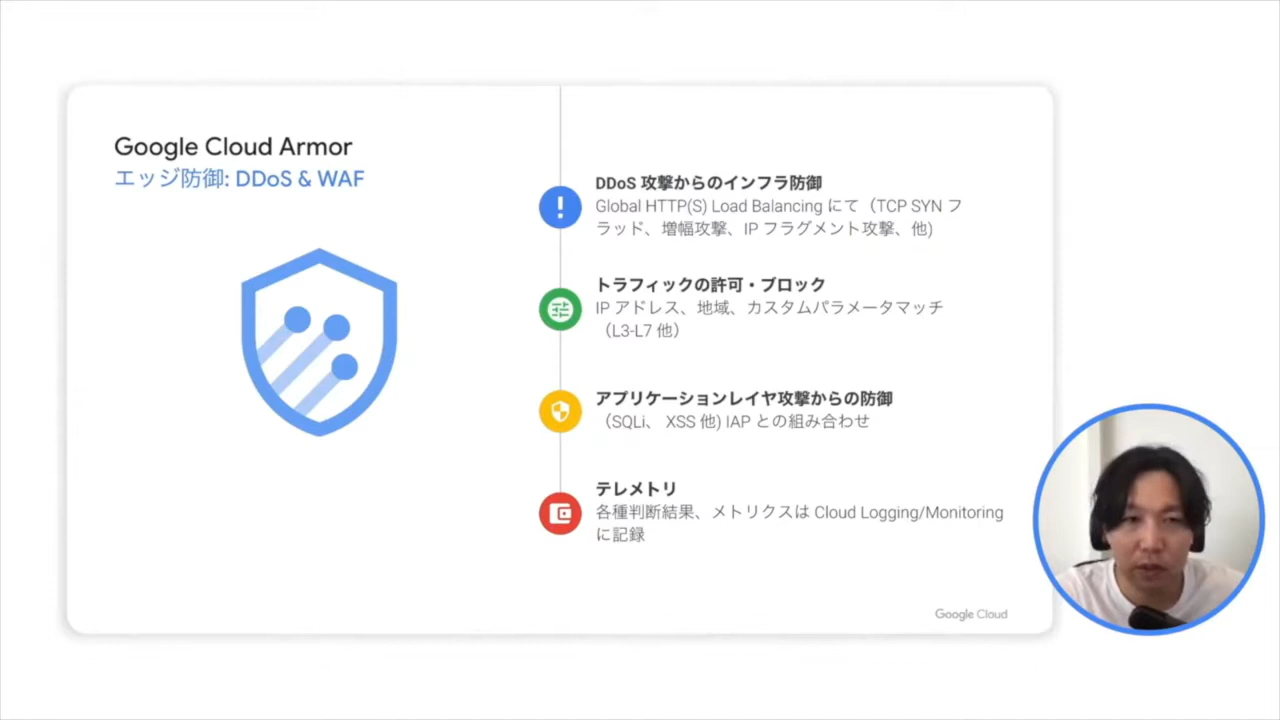 Google Cloud Armor
エッジ防御: DDoS & WAF
DDoS 攻撃からのインフラ防御
Global HTTP(S) Load Balancing にて（TCP SYN フ
ラッド、増幅攻撃、IP フラグメント攻撃、他)
トラフィックの許可・ブロック
IP アドレス、地域、カスタムパラメータマッチ
（L3-L7 他）
アプリケーションレイヤ攻撃からの防御
（SQLi、 XSS 他) IAP との組み合わせ
テレメトリ
各種判断結果、メトリクスは Cloud Logging/Monitoring
に記録
Google Cloud